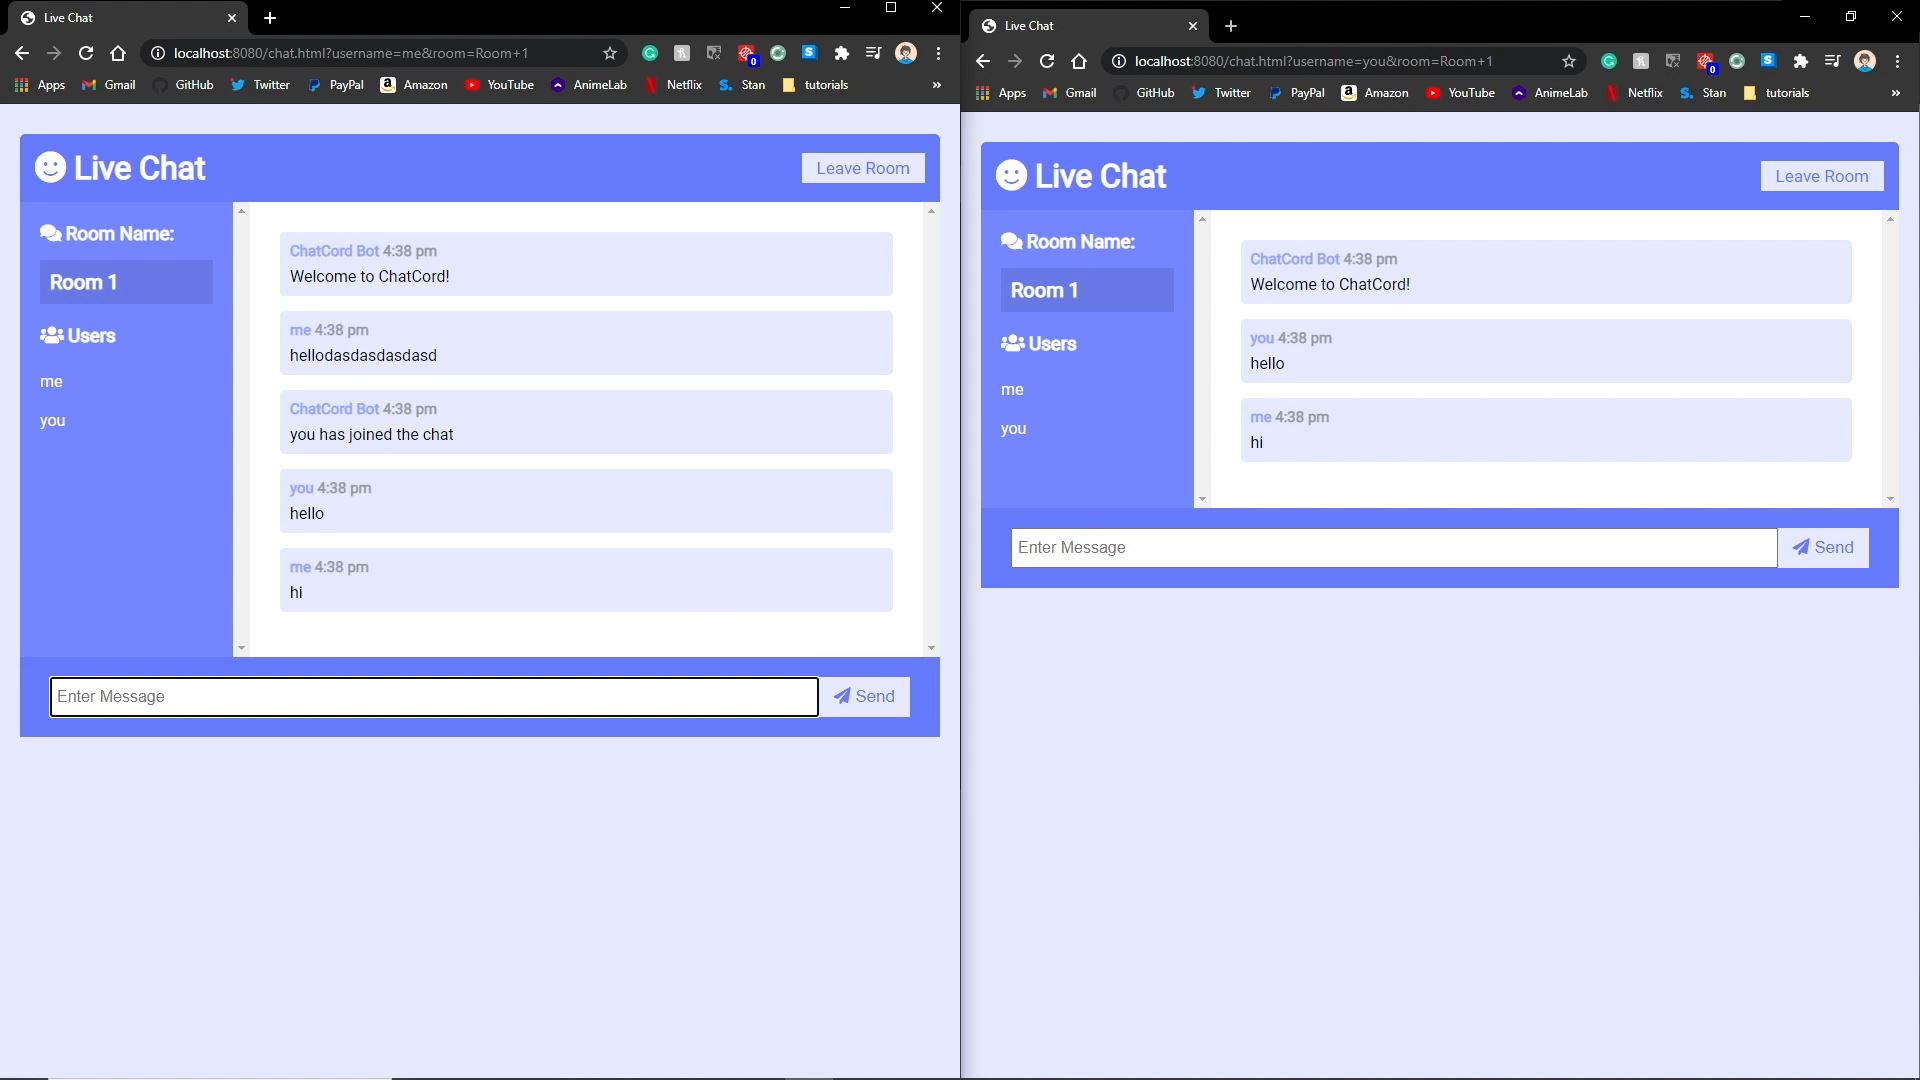 Live Chat
localhost:8080/chat.html?username=me&room=Room+1
0
Apps Gmail GitHub Twitter PayPal Amazon YouTube AnimeLab Netflix Stan tutorials »
Live Chat
Leave Room
Room Name:
Room 1
Users
me
you
ChatCord Bot 4:38 pm
Welcome to ChatCord!
me 4:38 pm
hellodasdasdasdasd
ChatCord Bot 4:38 pm
you has joined the chat
you 4:38 pm
hello
me 4:38 pm
hi
Enter Message
Send
Live Chat
localhost:8080/chat.html?username=you&room=Room+1
0
Apps Gmail GitHub Twitter PayPal Amazon YouTube AnimeLab Netflix Stan tutorials »
Live Chat
Leave Room
Room Name:
Room 1
Users
me
you
ChatCord Bot 4:38 pm
Welcome to ChatCord!
you 4:38 pm
hello
me 4:38 pm
hi
Enter Message
Send